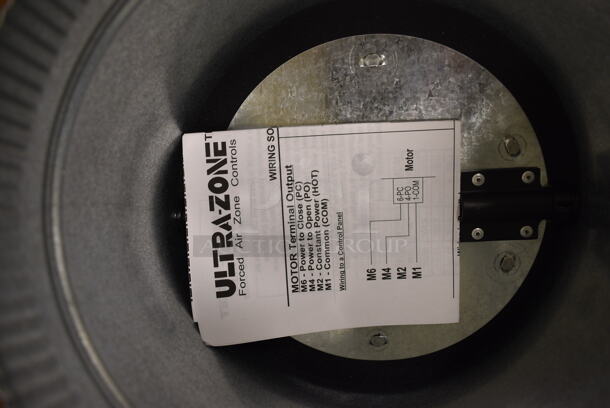 ULTRA-ZONE T
Forced Air Zone Controls
WIRING SO
MOTOR Terminal Output
M6 - Power to Close (PC)
M4 - Power to Open (PO)
M2 - Constant Power (HOT)
M1 - Common (COM)
Wiring to a Control Panel
Motor
6-PC
4-PO
1-COM
M6
M4
M2
M1